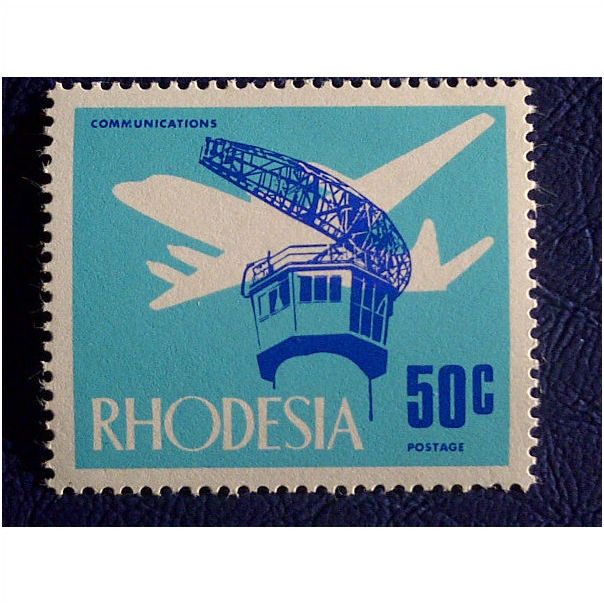 COMMUNICATIONS
RHODESIA
50C
POSTAGE